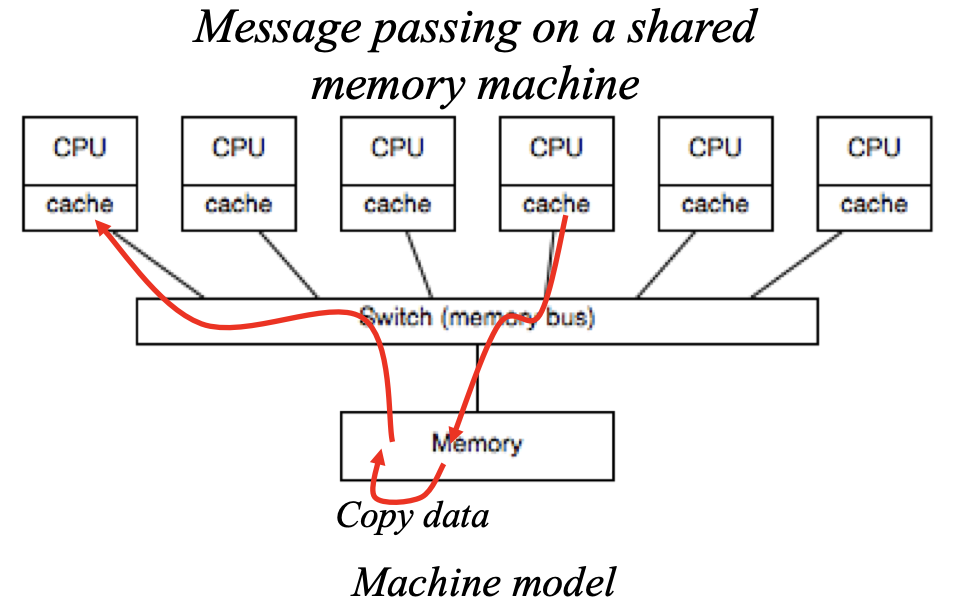 Message passing on a shared
memory machine
CPU CPU CPU CPU CPU CPU
cache cache cache cache cache cache
Switch (memory bus)
Memory
Copy data
Machine model